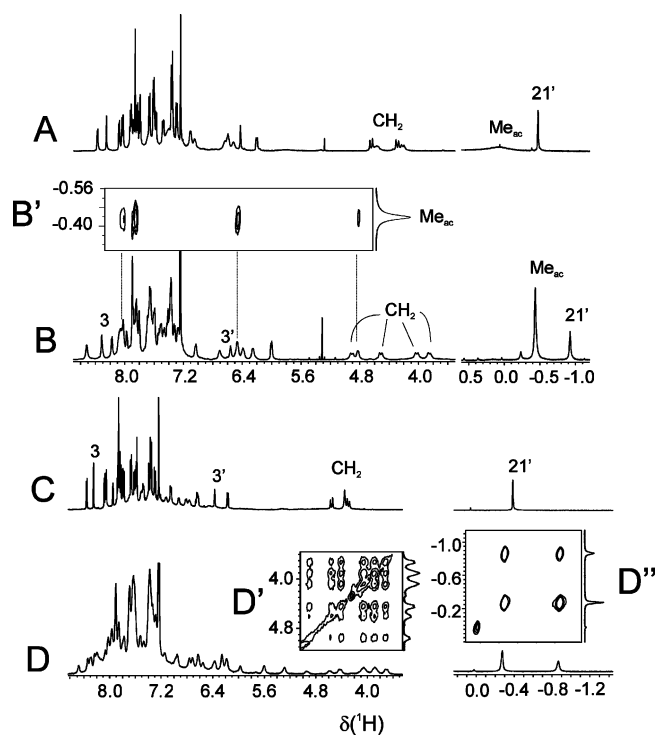 A
CH₂
Me_ac
21'
B'
-0.56
-0.40
Me_ac
B
3
3'
CH₂
Me_ac
21'
8.0 7.2 6.4 5.6 4.8 4.0
0.5 0.0 -0.5 -1.0
C
3
3'
CH₂
21'
D'
4.0
4.8
D''
-1.0
-0.6
-0.2
D
8.0 7.2 6.4 5.6 4.8 4.0
0.0 -0.4 -0.8 -1.2
δ(¹H)